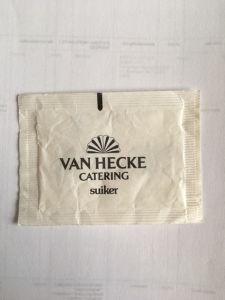 VAN HECKE
CATERING
suiker